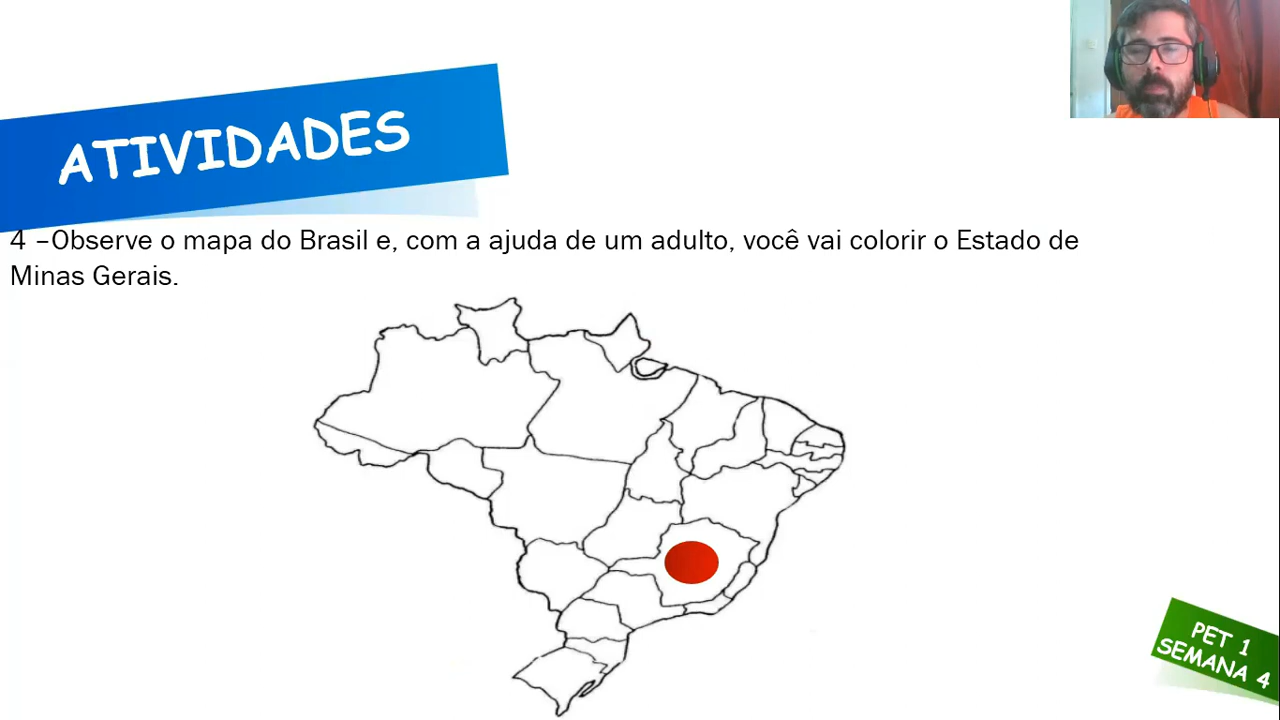 ATIVIDADES
4 –Observe o mapa do Brasil e, com a ajuda de um adulto, você vai colorir o Estado de
Minas Gerais.
PET 1
SEMANA 4